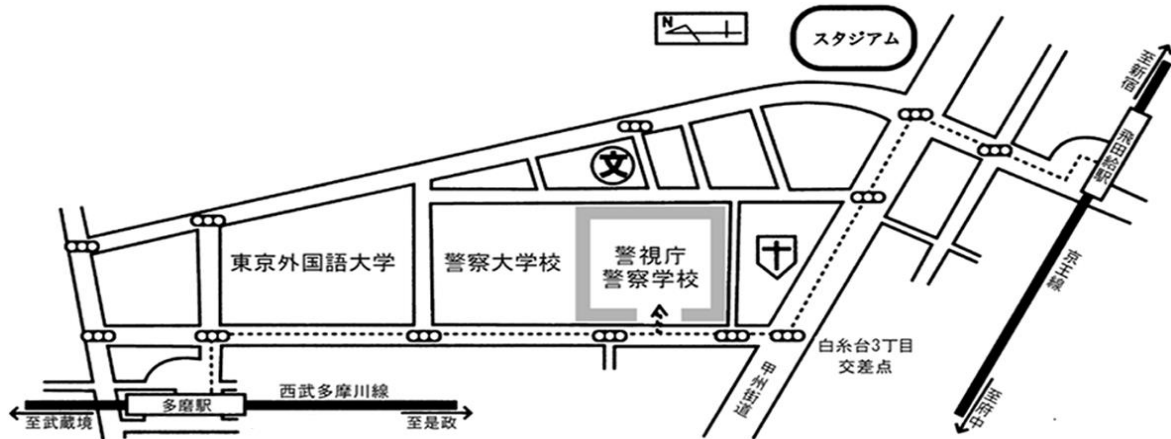 N
スタジアム
至新宿
飛田給駅
文
東京外国語大学
警察大学校
警視庁
警察学校
京王線
白糸台3丁目
交差点
甲州街道
西武多摩川線
多磨駅
至武蔵境
至是政
至府中